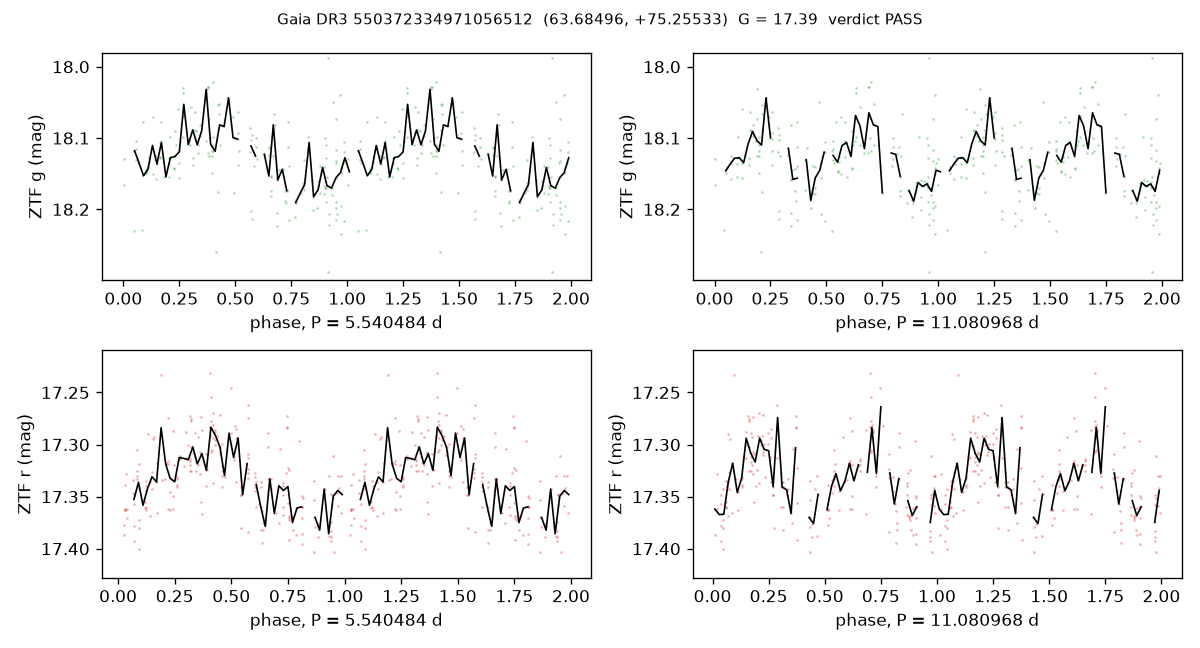 Gaia DR3 550372334971056512 (63.68496, +75.25533) G = 17.39 verdict PASS
ZTF g (mag)
18.0
18.1
18.2
0.00 0.25 0.50 0.75 1.00 1.25 1.50 1.75 2.00
phase, P = 5.540484 d
ZTF g (mag)
18.0
18.1
18.2
0.00 0.25 0.50 0.75 1.00 1.25 1.50 1.75 2.00
phase, P = 11.080968 d
ZTF r (mag)
17.25
17.30
17.35
17.40
0.00 0.25 0.50 0.75 1.00 1.25 1.50 1.75 2.00
phase, P = 5.540484 d
ZTF r (mag)
17.25
17.30
17.35
17.40
0.00 0.25 0.50 0.75 1.00 1.25 1.50 1.75 2.00
phase, P = 11.080968 d